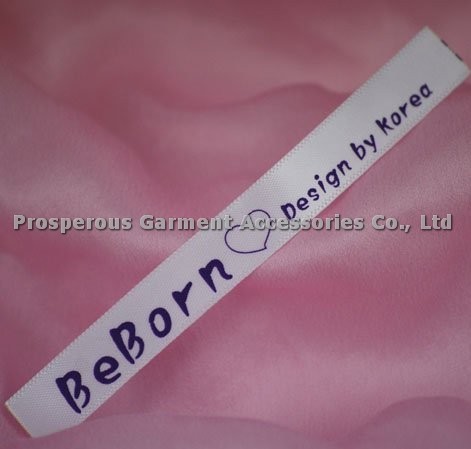 BeBorn Design by Korea
Prosperous Garment Accessories Co., Ltd